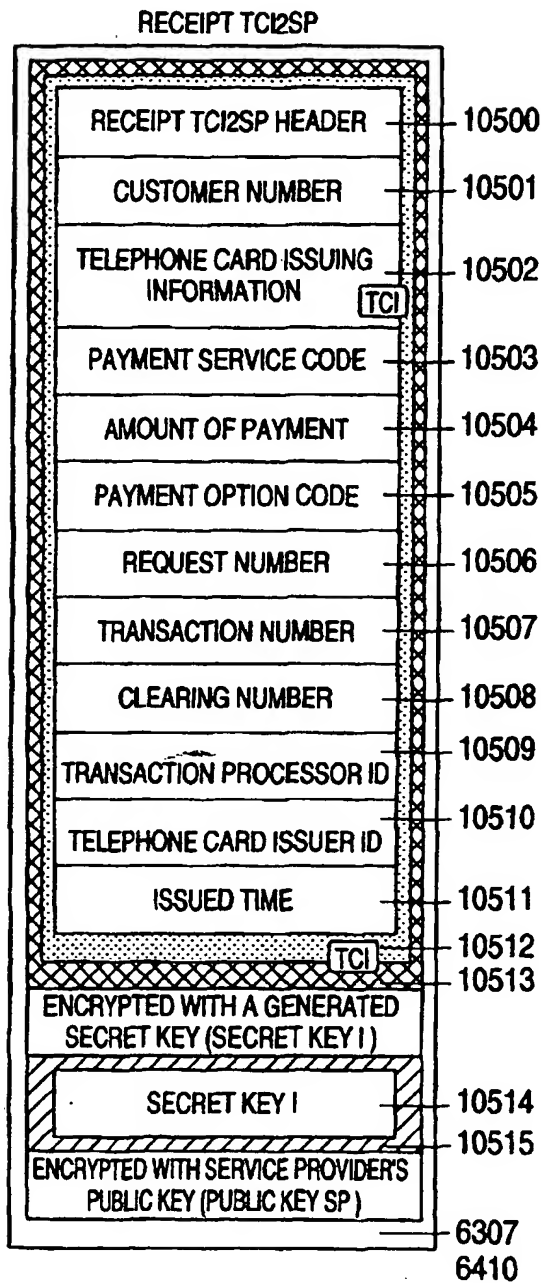 RECEIPT TCI2SP
RECEIPT TCI2SP HEADER 10500
CUSTOMER NUMBER 10501
TELEPHONE CARD ISSUING 10502
INFORMATION
TCI
PAYMENT SERVICE CODE 10503
AMOUNT OF PAYMENT 10504
PAYMENT OPTION CODE 10505
REQUEST NUMBER 10506
TRANSACTION NUMBER 10507
CLEARING NUMBER 10508
TRANSACTION PROCESSOR ID 10509
TELEPHONE CARD ISSUER ID 10510
ISSUED TIME 10511
TCI 10512
10513
ENCRYPTED WITH A GENERATED
SECRET KEY (SECRET KEY I)
SECRET KEY I 10514
10515
ENCRYPTED WITH SERVICE PROVIDER'S
PUBLIC KEY (PUBLIC KEY SP)
6307
6410